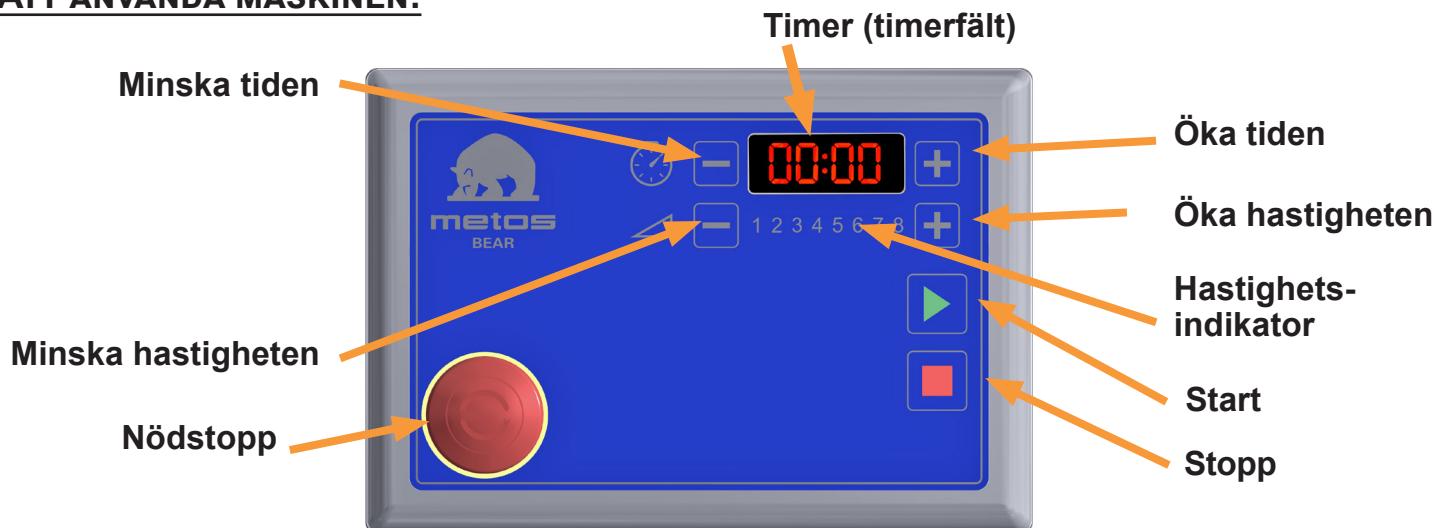 ATT ANVÄNDA MASKINEN:
Timer (timerfält)
Minska tiden
00:00
Öka tiden
metos
BEAR
1 2 3 4 5 6 7 8
Öka hastigheten
Hastighets-
indikator
Minska hastigheten
Start
Nödstopp
Stopp